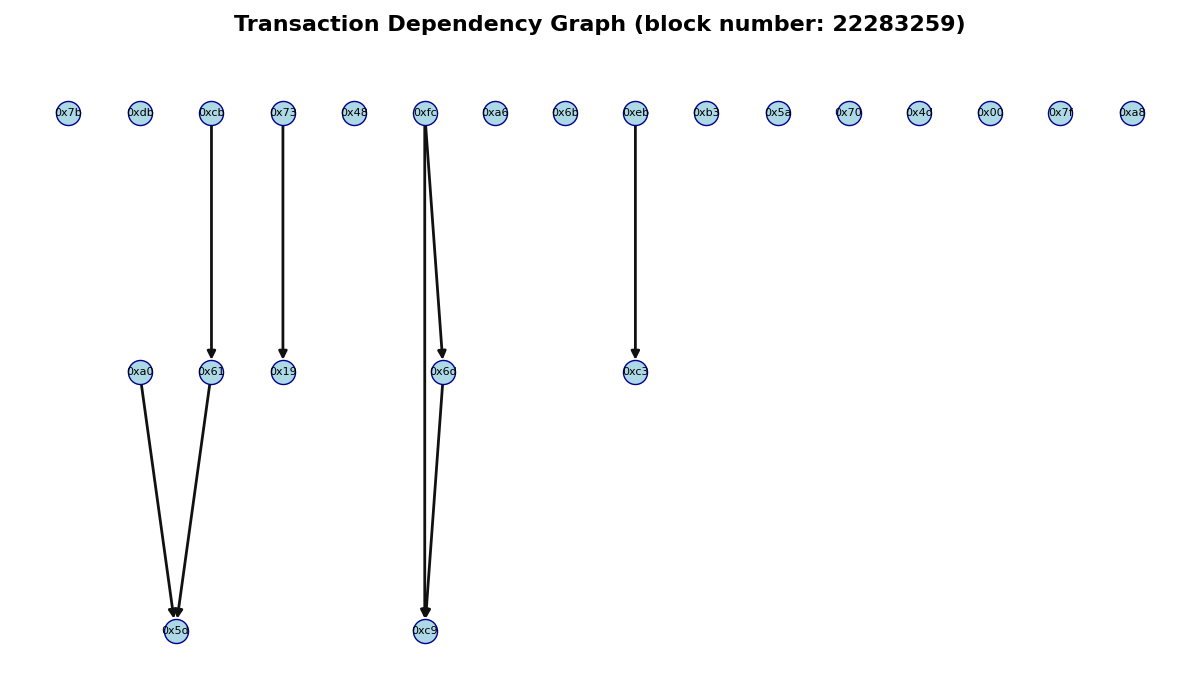 Transaction Dependency Graph (block number: 22283259)
0x7b 0xdb 0xcb 0x73 0x48 0xfc 0xa6 0x6b 0xeb 0xb3 0x5a 0x70 0x4d 0x00 0x7f 0xa8
0xa0 0x61 0x19 0x6d 0xc3
0x5d 0xc9